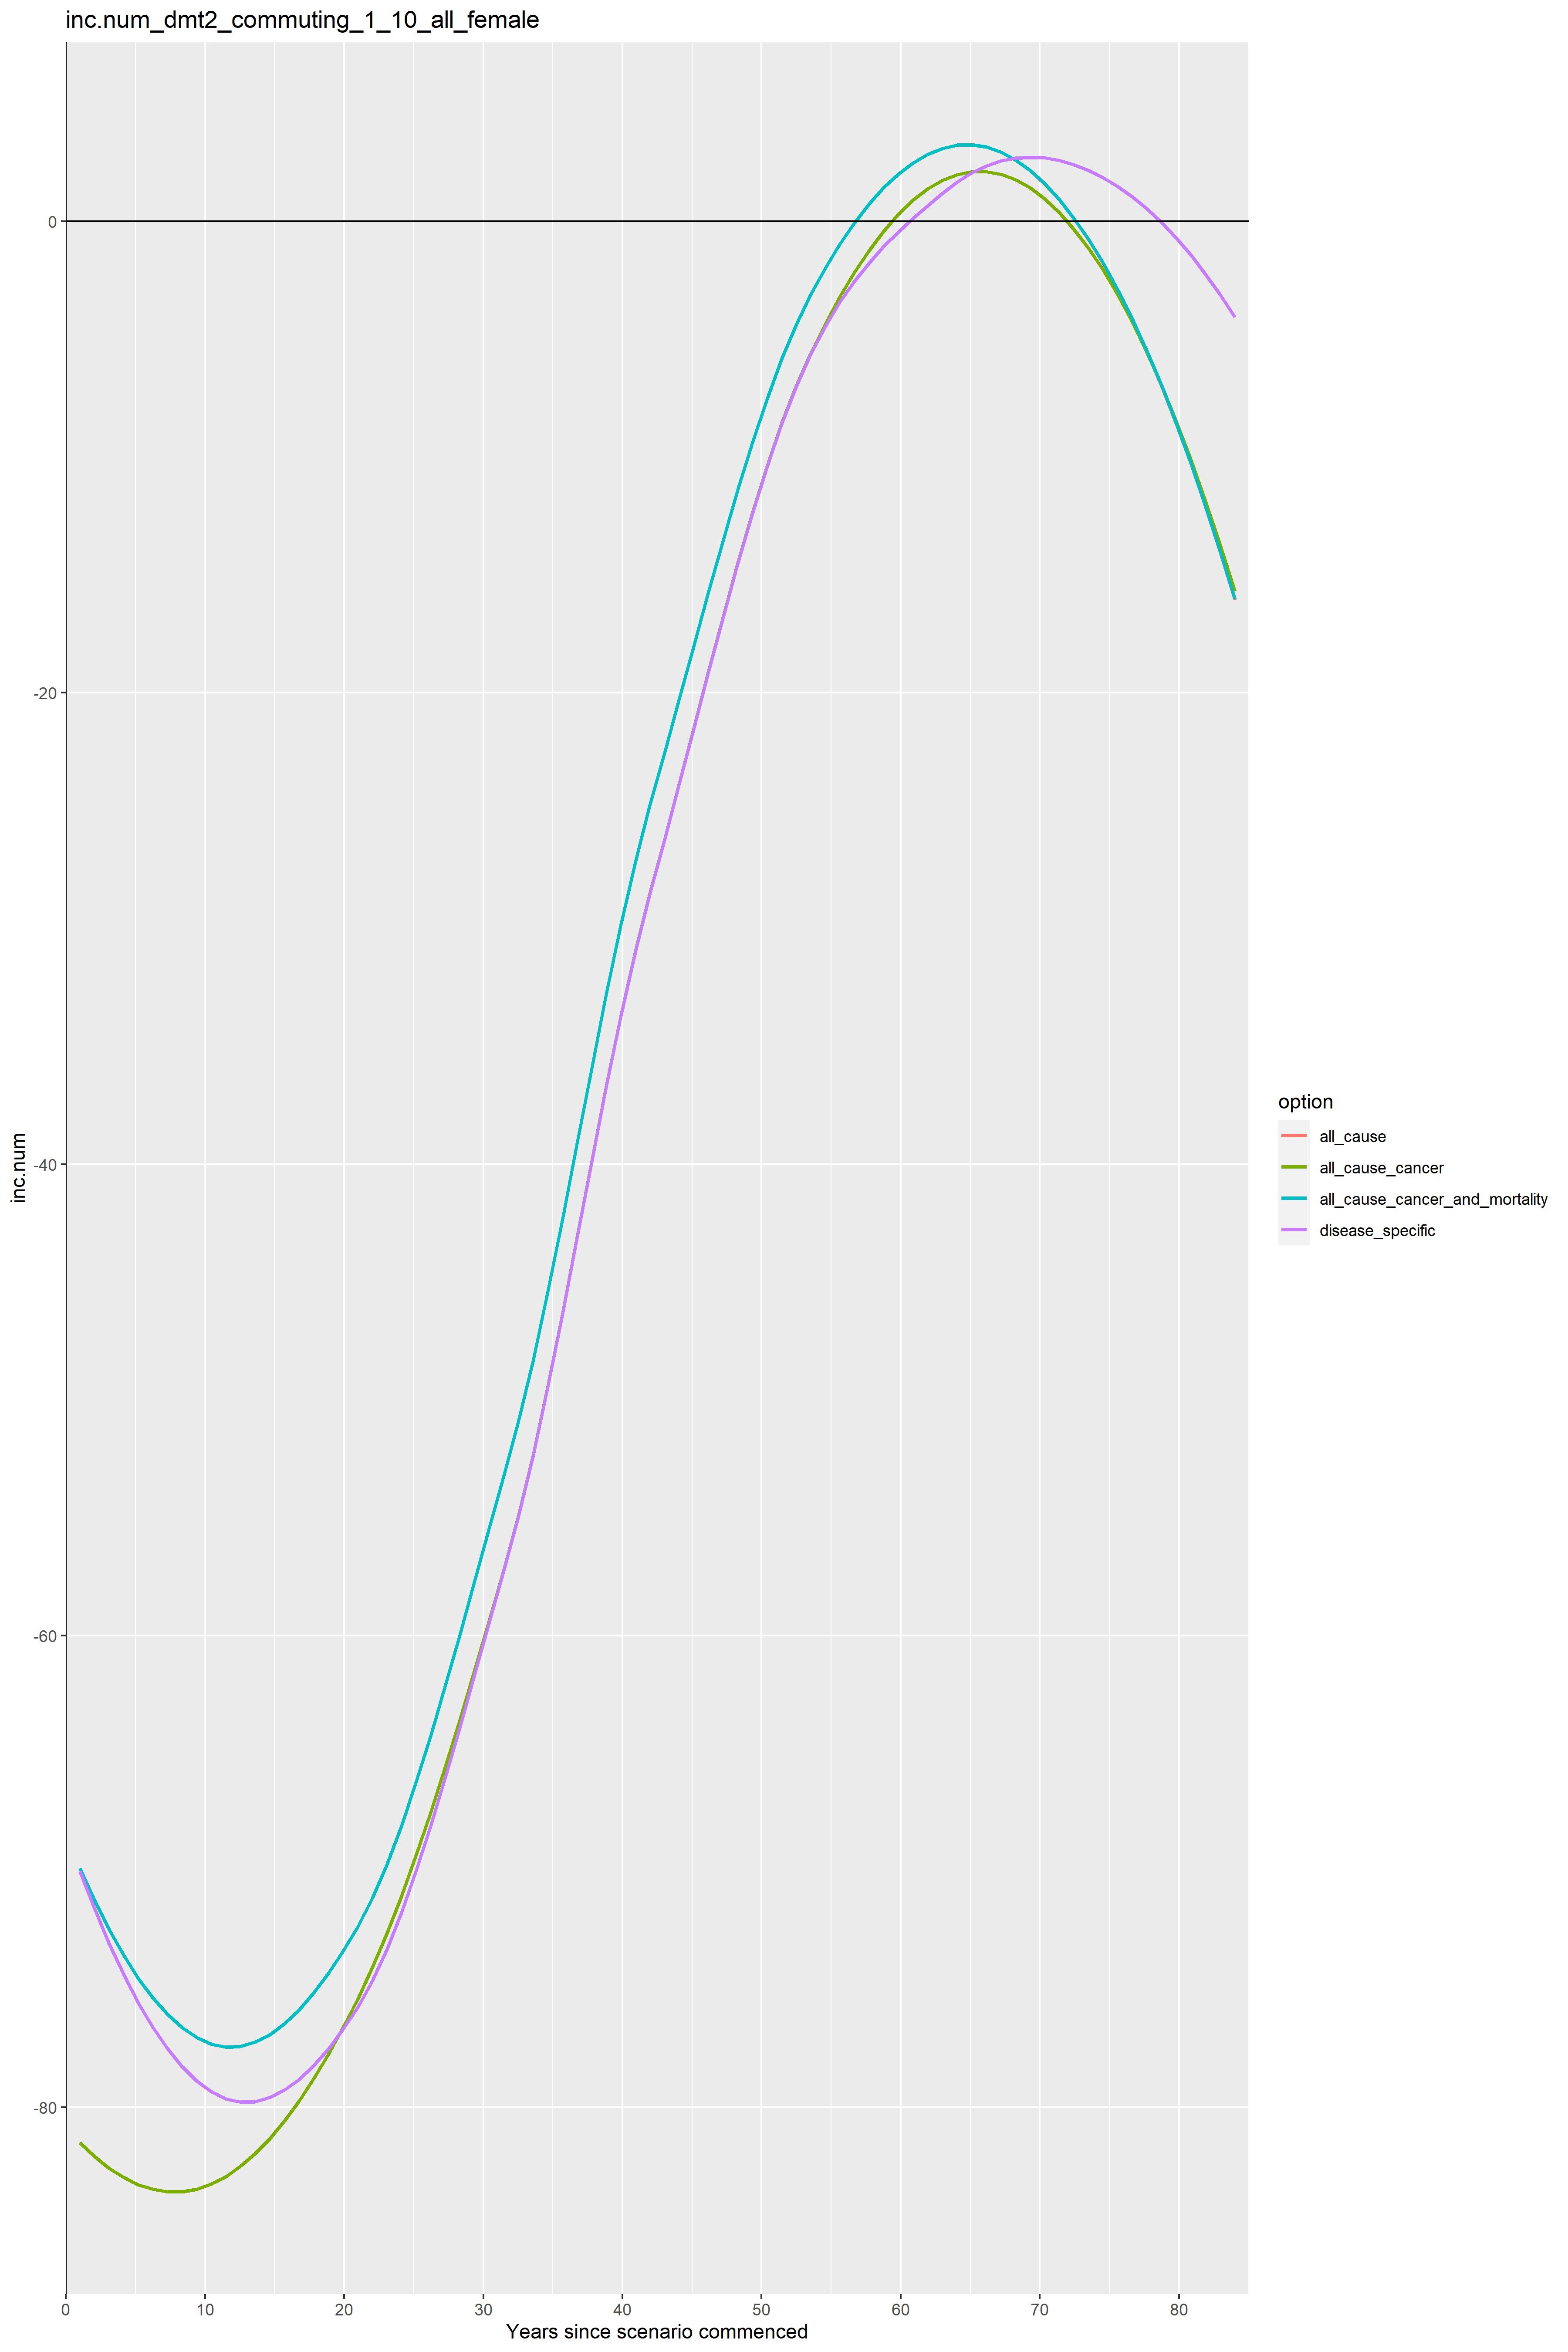 inc.num_dmt2_commuting_1_10_all_female
0
-20
-40
-60
-80
inc.num
0 10 20 30 40 50 60 70 80
Years since scenario commenced
option
all_cause
all_cause_cancer
all_cause_cancer_and_mortality
disease_specific